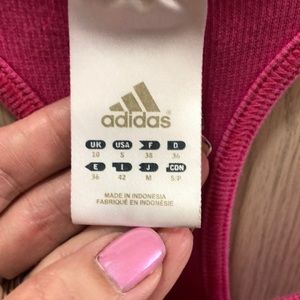 adidas
UK USA F D
10 S 38 36
E I J CDN
36 42 M S/P
MADE IN INDONESIA
FABRIQUÉ EN INDONÉSIE